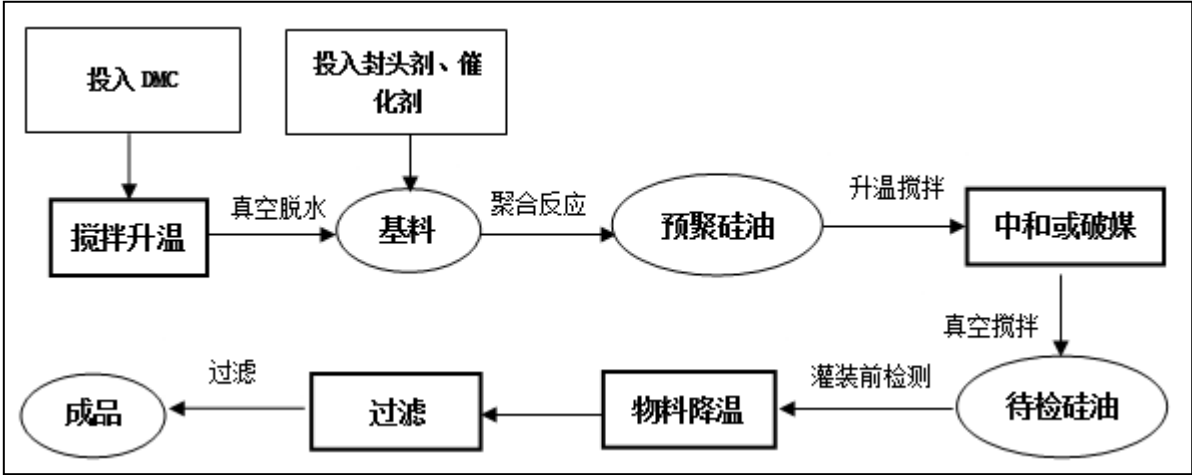 投入 DMC
投入封头剂、催
化剂
搅拌升温
真空脱水
基料
聚合反应
预聚硅油
升温搅拌
中和或破媒
真空搅拌
待检硅油
灌装前检测
物料降温
过滤
过滤
成品